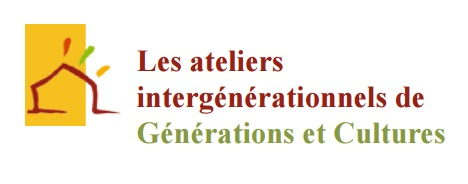 Les ateliers
intergénérationnels de
Générations et Cultures